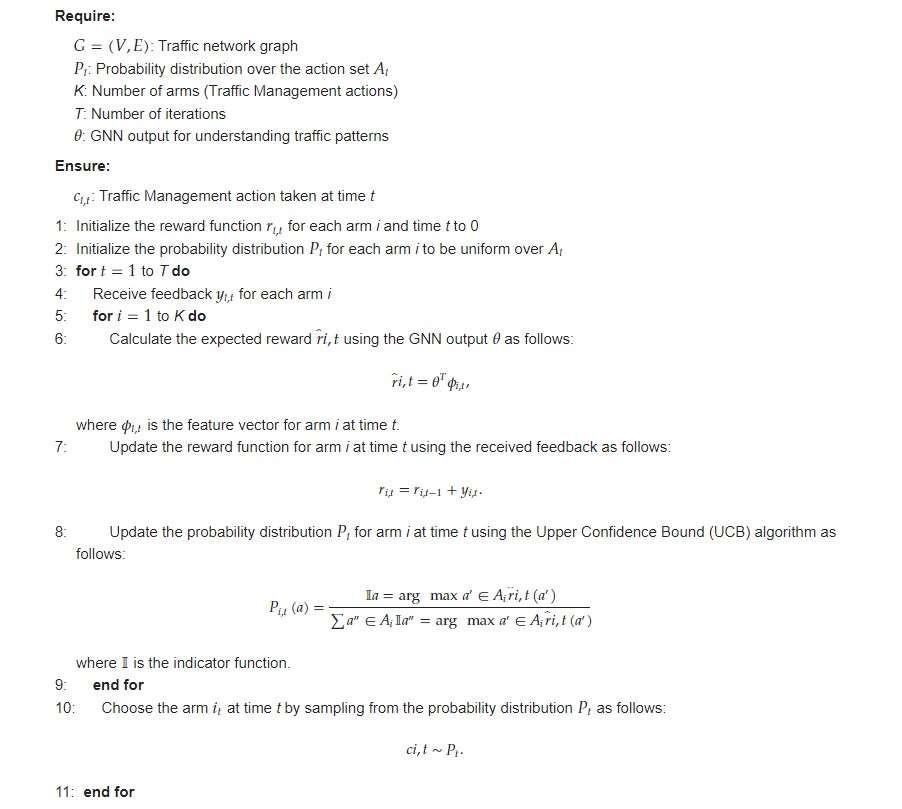 Require:
G = (V, E): Traffic network graph
P_i: Probability distribution over the action set A_i
K: Number of arms (Traffic Management actions)
T: Number of iterations
θ: GNN output for understanding traffic patterns
Ensure:
c_{i,t}: Traffic Management action taken at time t
1: Initialize the reward function r_{i,t} for each arm i and time t to 0
2: Initialize the probability distribution P_i for each arm i to be uniform over A_i
3: for t = 1 to T do
4: Receive feedback y_{i,t} for each arm i
5: for i = 1 to K do
6: Calculate the expected reward r̂i, t using the GNN output θ as follows:
r̂i, t = θ^T ϕ_{i,t},
where ϕ_{i,t} is the feature vector for arm i at time t.
7: Update the reward function for arm i at time t using the received feedback as follows:
r_{i,t} = r_{i,t−1} + y_{i,t}.
8: Update the probability distribution P_i for arm i at time t using the Upper Confidence Bound (UCB) algorithm as
follows:
𝕀a = arg max a′ ∈ A_i r̂i, t (a′)
P_{i,t} (a) =
∑ a″ ∈ A_i 𝕀a″ = arg max a′ ∈ A_i r̂i, t (a′)
where 𝕀 is the indicator function.
9: end for
10: Choose the arm i_t at time t by sampling from the probability distribution P_t as follows:
ci, t ~ P_t.
11: end for